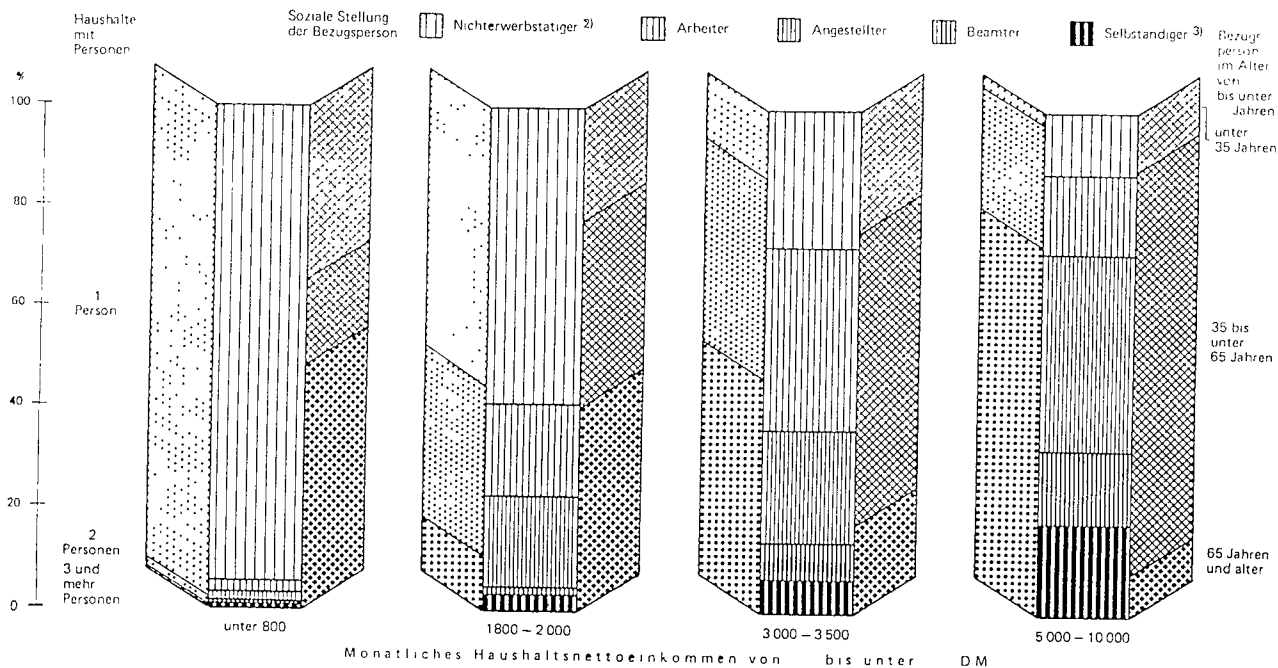 Haushalte
mit
Personen
Soziale Stellung
der Bezugsperson
Nichterwerbstatiger 2)
Arbeiter
Angestellter
Beamter
Selbstandiger 3)
Bezugs
person
im Alter
von
bis unter
Jahren
%
100
80
60
40
20
0
1
Person
2
Personen
3 und
mehr
Personen
unter
35 Jahren
35 bis
unter
65 Jahren
65 Jahren
und alter
unter 800
1800 – 2 000
3 000 – 3 500
5 000 – 10 000
Monatliches Haushaltsnettoeinkommen von bis unter DM